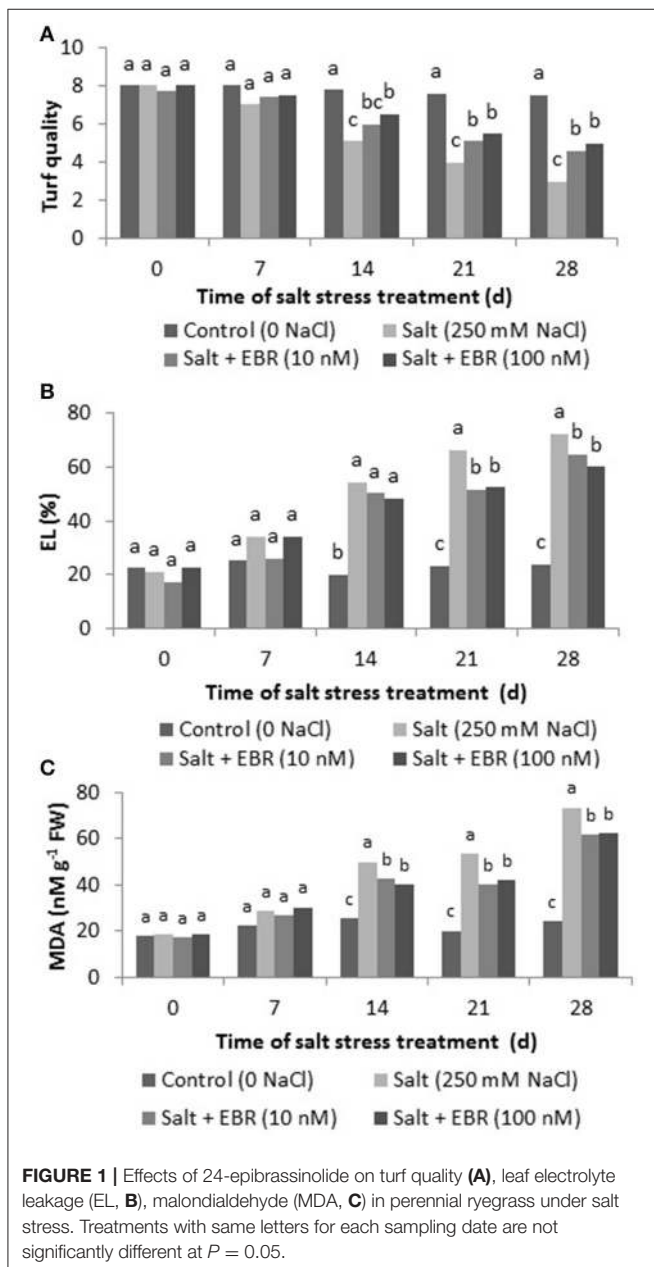 A
a a a a a a a a a c bc b a c b b a c b b
8
6
4
2
0
10
Turf quality
0 7 14 21 28
Time of salt stress treatment (d)
Control (0 NaCl) Salt (250 mM NaCl)
Salt + EBR (10 nM) Salt + EBR (100 nM)
B
80
60
40
20
0
EL (%)
a a a a a a a a b a a a c a b b c a b b
0 7 14 21 28
Time of salt stress treatment (d)
Control (0 NaCl) Salt (250 mM NaCl)
Salt + EBR (10 nM) Salt + EBR (100 nM)
C
80
60
40
20
0
MDA (nM g-1 FW)
a a a a a a a a c a b b c a b b c a b b
0 7 14 21 28
Time of salt stress treatment (d)
Control (0 NaCl) Salt (250 mM NaCl)
Salt + EBR (10 nM) Salt + EBR (100 nM)
FIGURE 1 | Effects of 24-epibrassinolide on turf quality (A), leaf electrolyte
leakage (EL, B), malondialdehyde (MDA, C) in perennial ryegrass under salt
stress. Treatments with same letters for each sampling date are not
significantly different at P = 0.05.